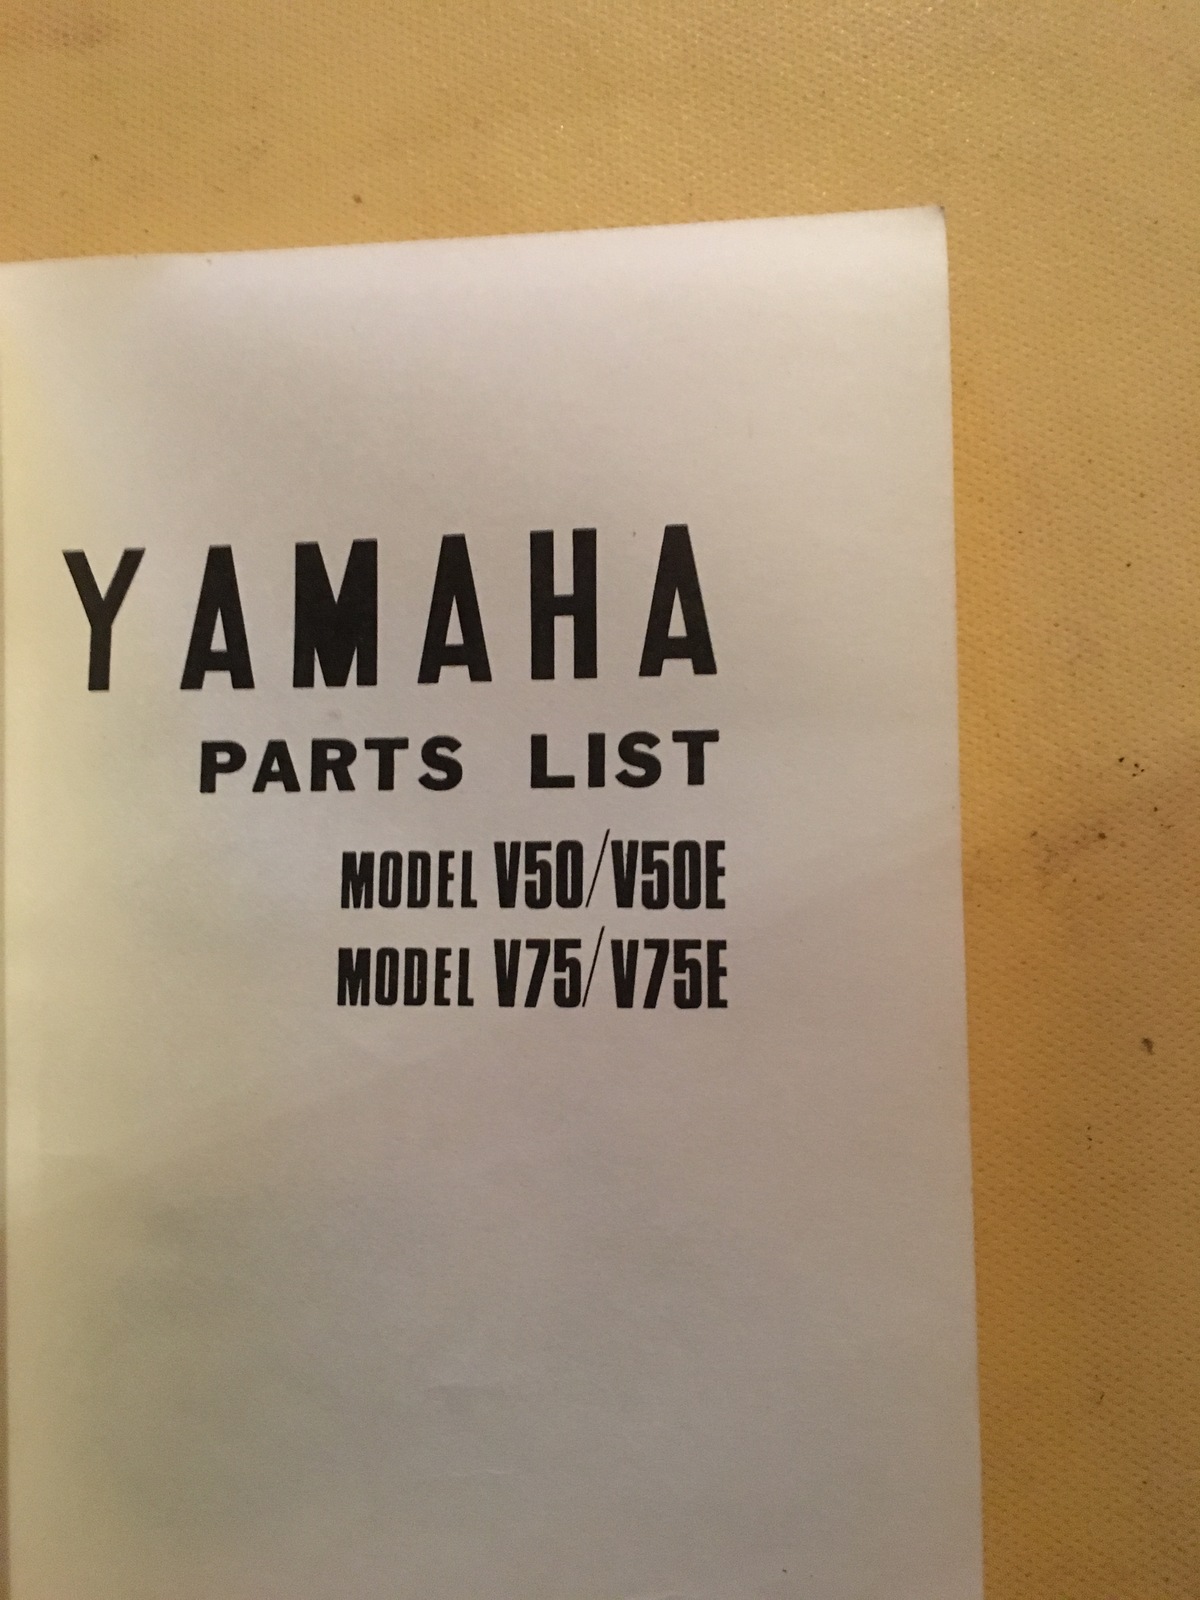 YAMAHA
PARTS LIST
MODEL V50/V50E
MODEL V75/V75E